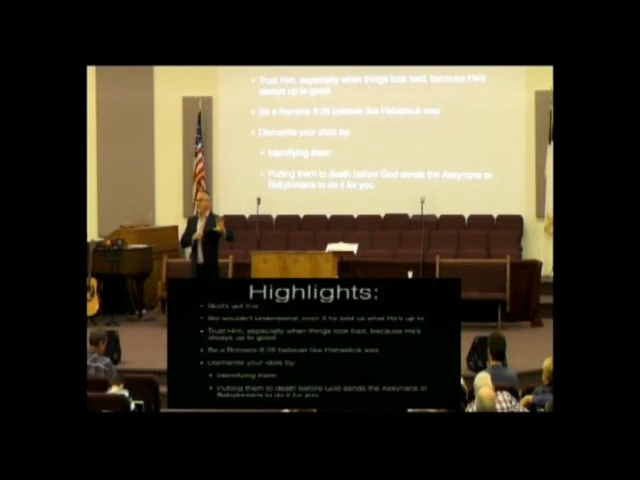 Trust Him, especially when things look bad, because He's
always up to good
Be a Romans 8:28 believer like Habakkuk was
Dismantle your idols by:
Identifying them
Putting them to death before God sends the Assyrians or
Babylonians to do it for you
Highlights:
God's got this
We wouldn't understand, even if he told us what He's up to
Trust Him, especially when things look bad, because He's
always up to good
Be a Romans 8:28 believer like Habakkuk was
Dismantle your idols by:
Identifying them
Putting them to death before God sends the Assyrians or
Babylonians to do it for you